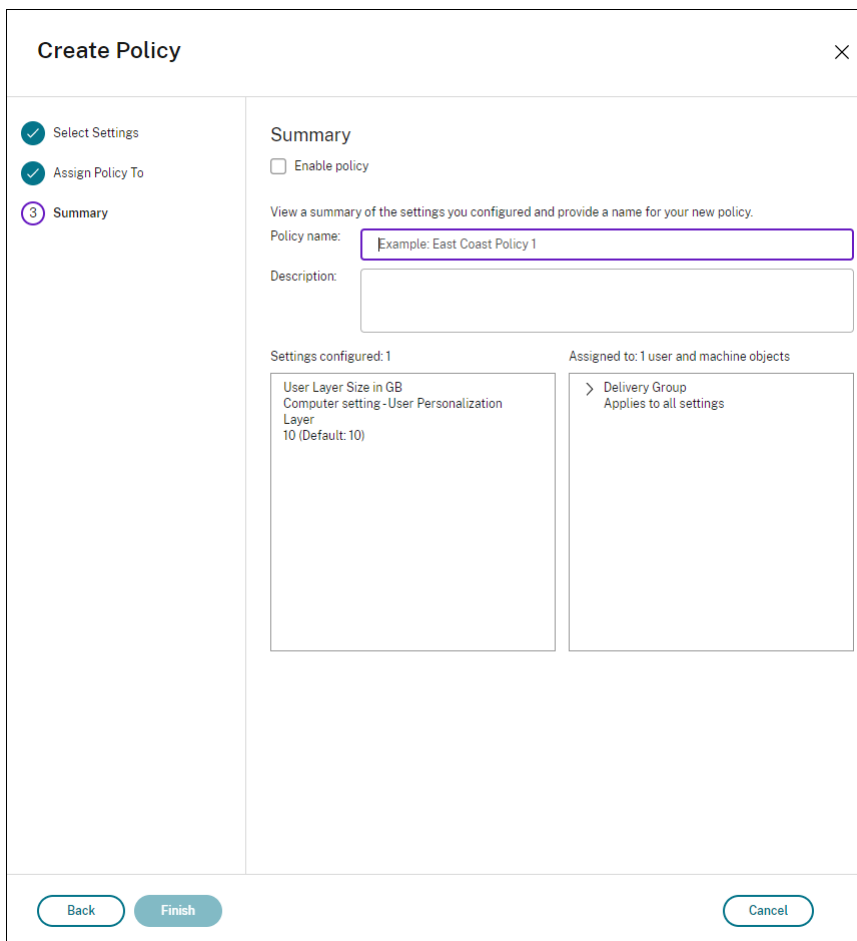 Create Policy
Select Settings
Assign Policy To
3 Summary
Summary
Enable policy
View a summary of the settings you configured and provide a name for your new policy.
Policy name:
Example: East Coast Policy 1
Description:
Settings configured: 1
User Layer Size in GB
Computer setting - User Personalization
Layer
10 (Default: 10)
Assigned to: 1 user and machine objects
Delivery Group
Applies to all settings
Back
Finish
Cancel